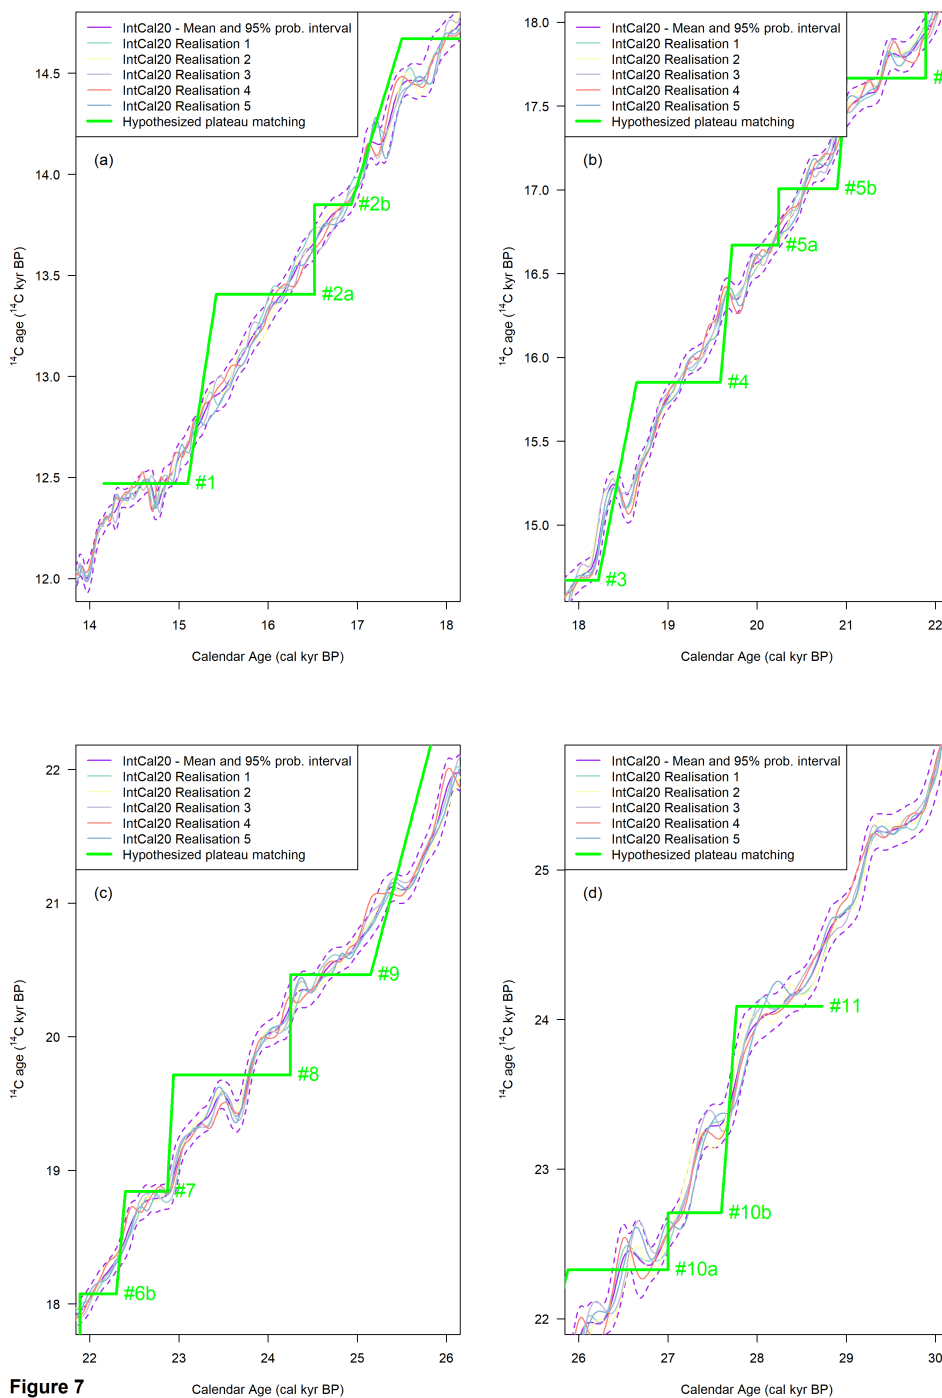 IntCal20 - Mean and 95% prob. interval
IntCal20 Realisation 1
IntCal20 Realisation 2
IntCal20 Realisation 3
IntCal20 Realisation 4
IntCal20 Realisation 5
Hypothesized plateau matching
(a)
14.5
14.0
13.5
13.0
12.5
12.0
¹⁴C age (¹⁴C kyr BP)
#2b
#2a
#1
14 15 16 17 18
Calendar Age (cal kyr BP)
IntCal20 - Mean and 95% prob. interval
IntCal20 Realisation 1
IntCal20 Realisation 2
IntCal20 Realisation 3
IntCal20 Realisation 4
IntCal20 Realisation 5
Hypothesized plateau matching
(b)
18.0
17.5
17.0
16.5
16.0
15.5
15.0
¹⁴C age (¹⁴C kyr BP)
#
#5b
#5a
#4
#3
18 19 20 21 22
Calendar Age (cal kyr BP)
IntCal20 - Mean and 95% prob. interval
IntCal20 Realisation 1
IntCal20 Realisation 2
IntCal20 Realisation 3
IntCal20 Realisation 4
IntCal20 Realisation 5
Hypothesized plateau matching
(c)
22
21
20
19
18
¹⁴C age (¹⁴C kyr BP)
#9
#8
#7
#6b
22 23 24 25 26
Calendar Age (cal kyr BP)
IntCal20 - Mean and 95% prob. interval
IntCal20 Realisation 1
IntCal20 Realisation 2
IntCal20 Realisation 3
IntCal20 Realisation 4
IntCal20 Realisation 5
Hypothesized plateau matching
(d)
25
24
23
22
¹⁴C age (¹⁴C kyr BP)
#11
#10b
#10a
26 27 28 29 30
Calendar Age (cal kyr BP)
Figure 7